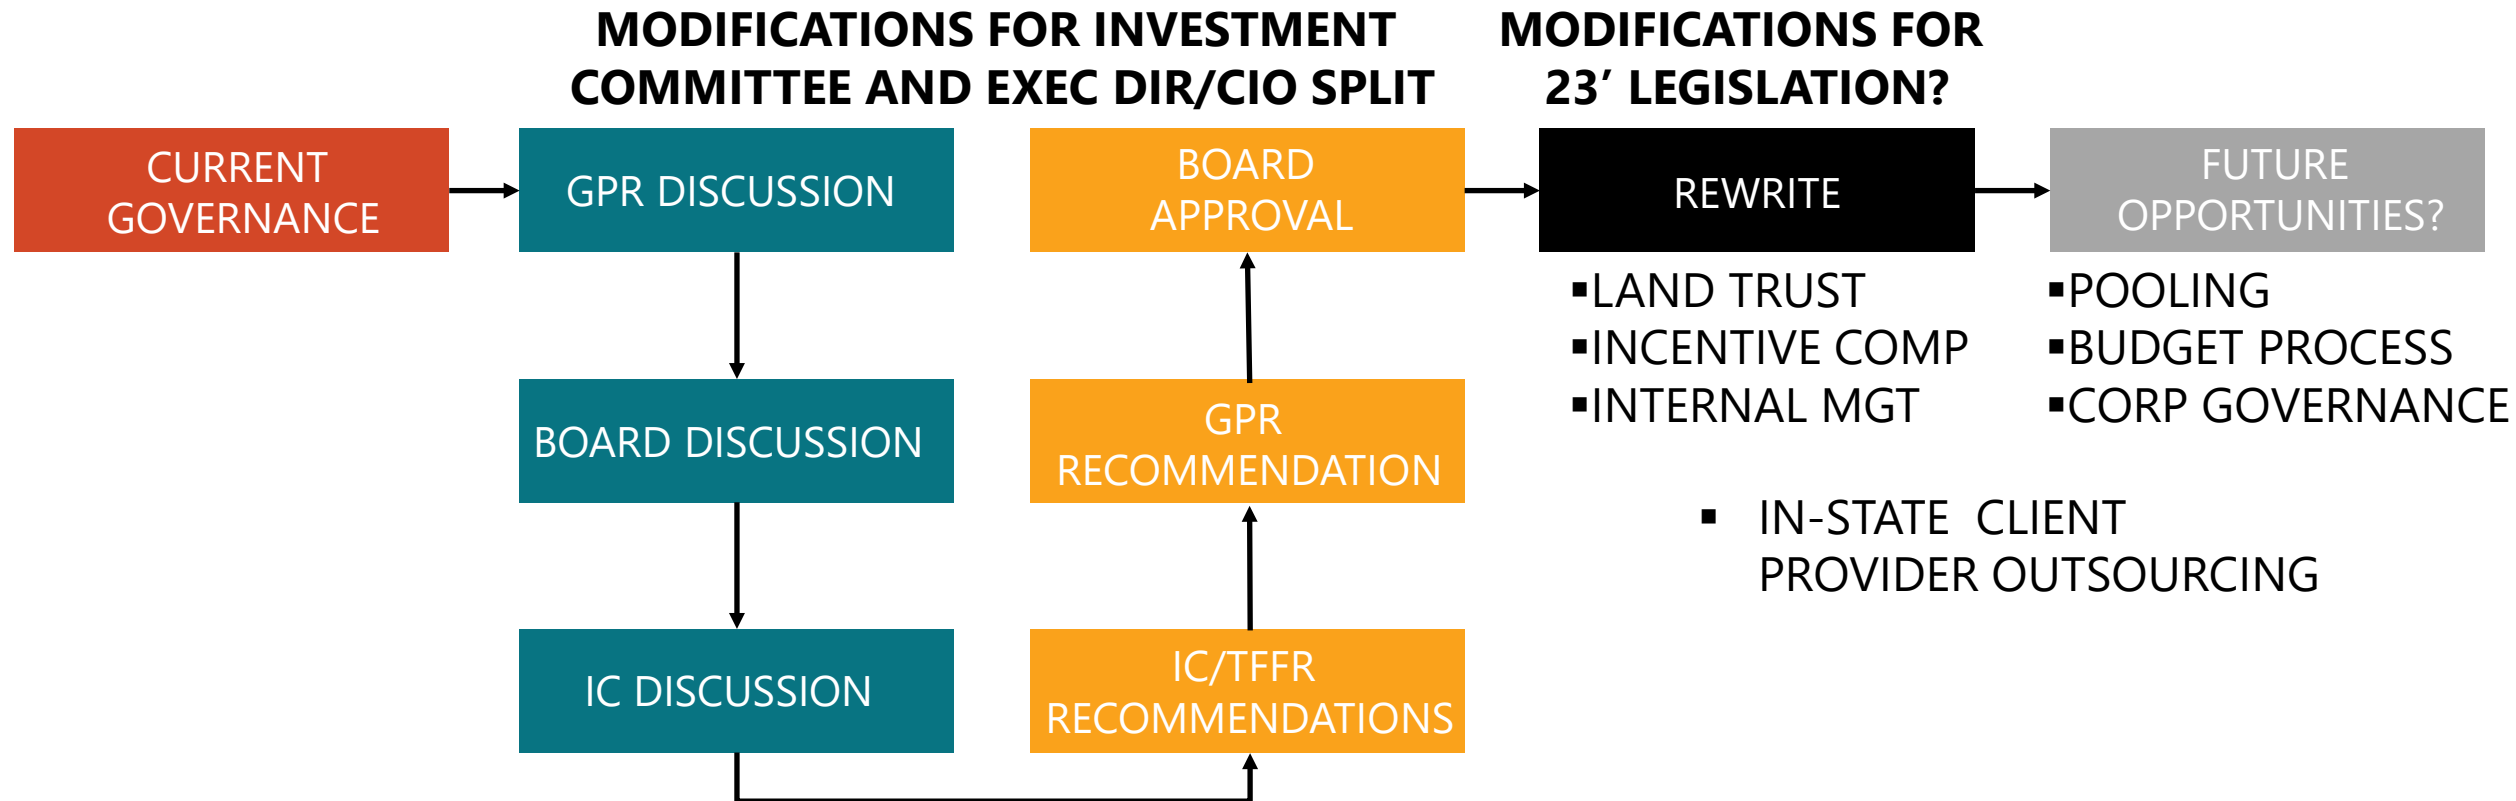 MODIFICATIONS FOR INVESTMENT
COMMITTEE AND EXEC DIR/CIO SPLIT
MODIFICATIONS FOR
23’ LEGISLATION?
CURRENT
GOVERNANCE
GPR DISCUSSION
BOARD DISCUSSION
IC DISCUSSION
BOARD
APPROVAL
GPR
RECOMMENDATION
IC/TFFR
RECOMMENDATIONS
REWRITE
▪LAND TRUST
▪INCENTIVE COMP
▪INTERNAL MGT
FUTURE
OPPORTUNITIES?
▪POOLING
▪BUDGET PROCESS
▪CORP GOVERNANCE
▪ IN-STATE CLIENT
PROVIDER OUTSOURCING